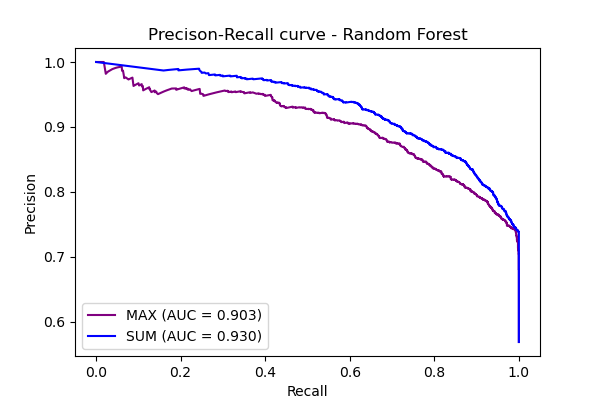 Precison-Recall curve - Random Forest
1.0
0.9
0.8
0.7
0.6
Precision
MAX (AUC = 0.903)
SUM (AUC = 0.930)
0.0 0.2 0.4 0.6 0.8 1.0
Recall